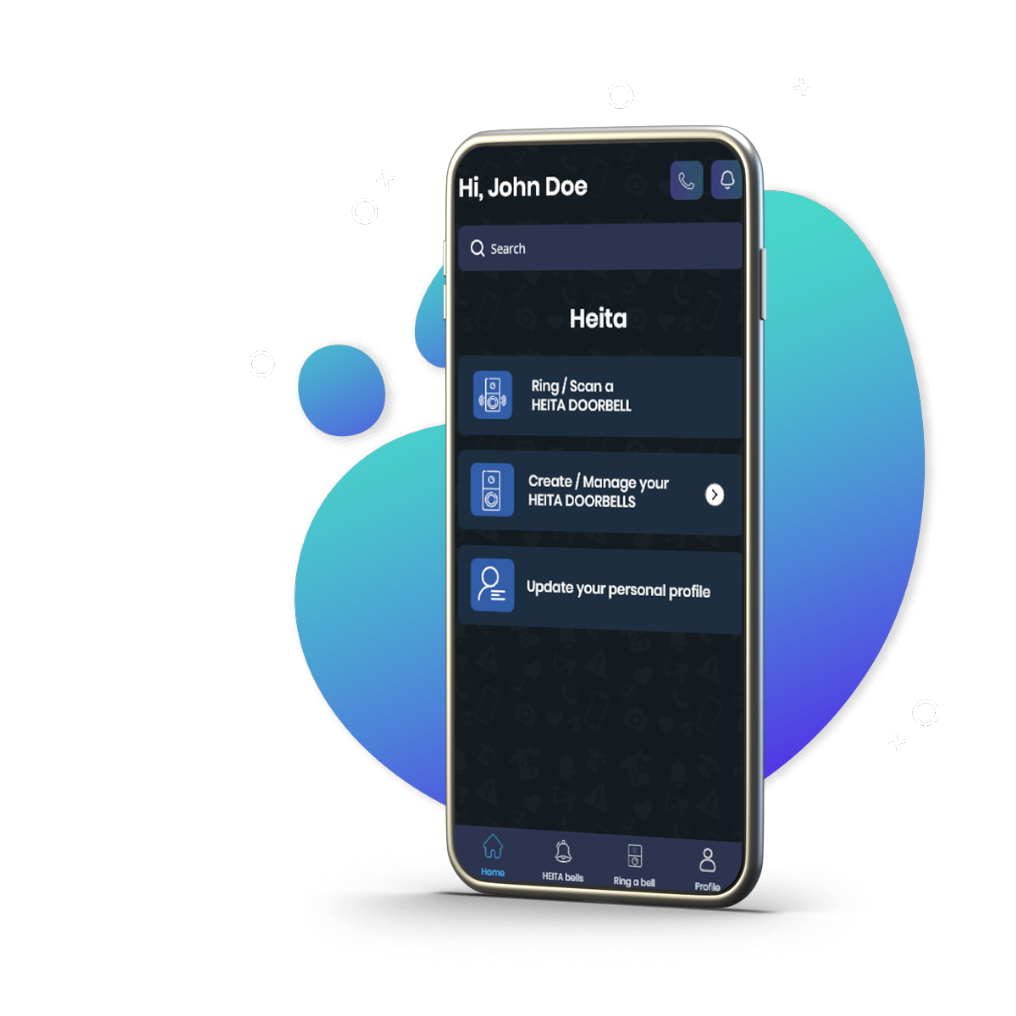 Hi, John Doe
Search
Heita
Ring / Scan a
HEITA DOORBELL
Create / Manage your
HEITA DOORBELLS
Update your personal profile
Home
HEITA bells
Ring a bell
Profile